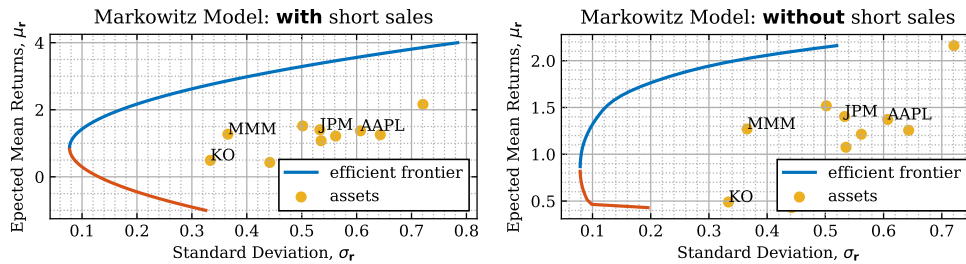 Markowitz Model: with short sales
Epected Mean Returns, μr
4
2
0
MMM
JPM
AAPL
KO
efficient frontier
assets
0.1 0.2 0.3 0.4 0.5 0.6 0.7 0.8
Standard Deviation, σr
Markowitz Model: without short sales
Epected Mean Returns, μr
2.0
1.5
1.0
0.5
JPM
AAPL
MMM
KO
efficient frontier
assets
0.1 0.2 0.3 0.4 0.5 0.6 0.7
Standard Deviation, σr